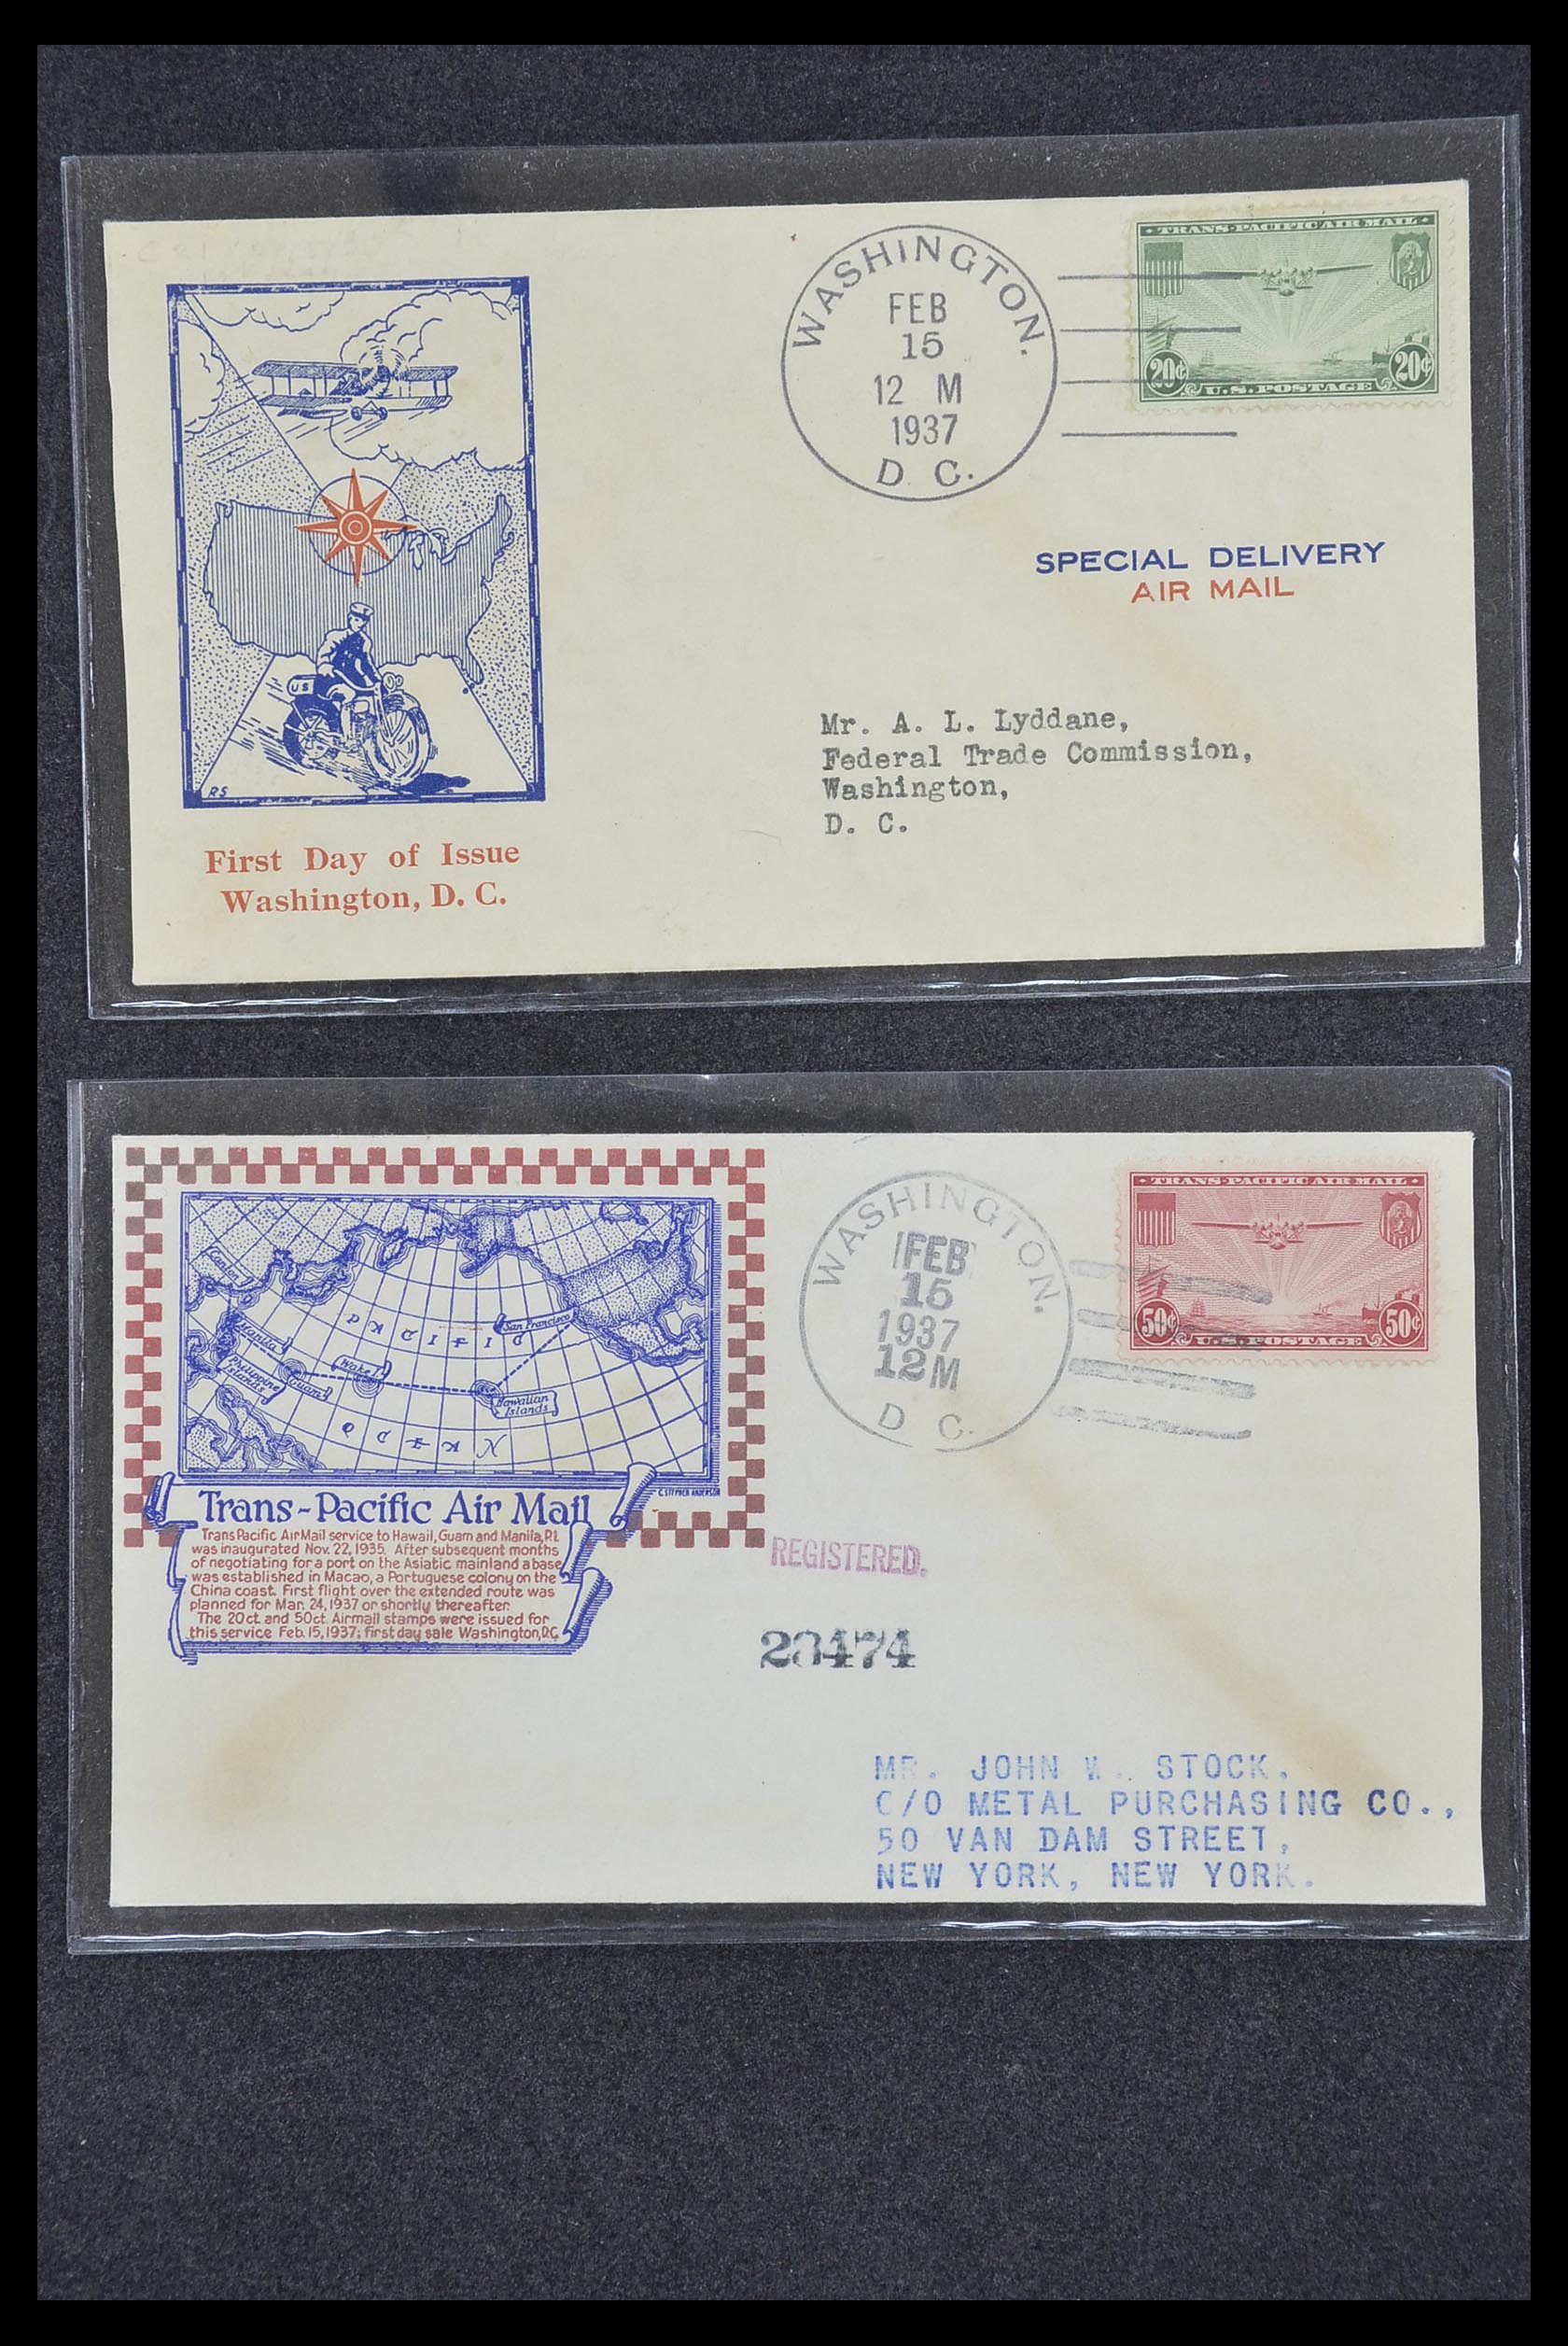 WASHINGTON.
FEB
15
12 M
1937
D. C.
TRANS-PACIFIC AIR MAIL
20¢ U.S. POSTAGE 20¢
SPECIAL DELIVERY
AIR MAIL
US
RS
Mr. A. L. Lyddane,
Federal Trade Commission,
Washington,
D. C.
First Day of Issue
Washington, D. C.
WASHINGTON.
FEB
15
1937
12 M
D C.
TRANS-PACIFIC AIR MAIL
50¢ U.S. POSTAGE 50¢
Canton
PACIFIC
San Francisco
Manila
Philippine
Islands
Guam
Wake
Hawaiian
Islands
OCEAN
C. STEPHEN ANDERSON
Trans-Pacific Air Mail
Trans Pacific Air Mail service to Hawaii, Guam and Manila, P.I.
was inaugurated Nov. 22, 1935. After subsequent months
of negotiating for a port on the Asiatic mainland a base
was established in Macao, a Portuguese colony on the
China coast. First flight over the extended route was
planned for Mar. 24, 1937 or shortly thereafter.
The 20ct. and 50ct. Airmail stamps were issued for
this service Feb. 15, 1937; first day sale Washington, D.C.
REGISTERED.
MR. JOHN W. STOCK,
C/O METAL PURCHASING CO.,
50 VAN DAM STREET,
NEW YORK, NEW YORK.